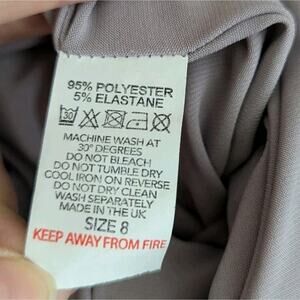 95% POLYESTER
5% ELASTANE
30
MACHINE WASH AT
30° DEGREES
DO NOT BLEACH
DO NOT TUMBLE DRY
COOL IRON ON REVERSE
DO NOT DRY CLEAN
WASH SEPARATELY
MADE IN THE UK
SIZE 8
KEEP AWAY FROM FIRE